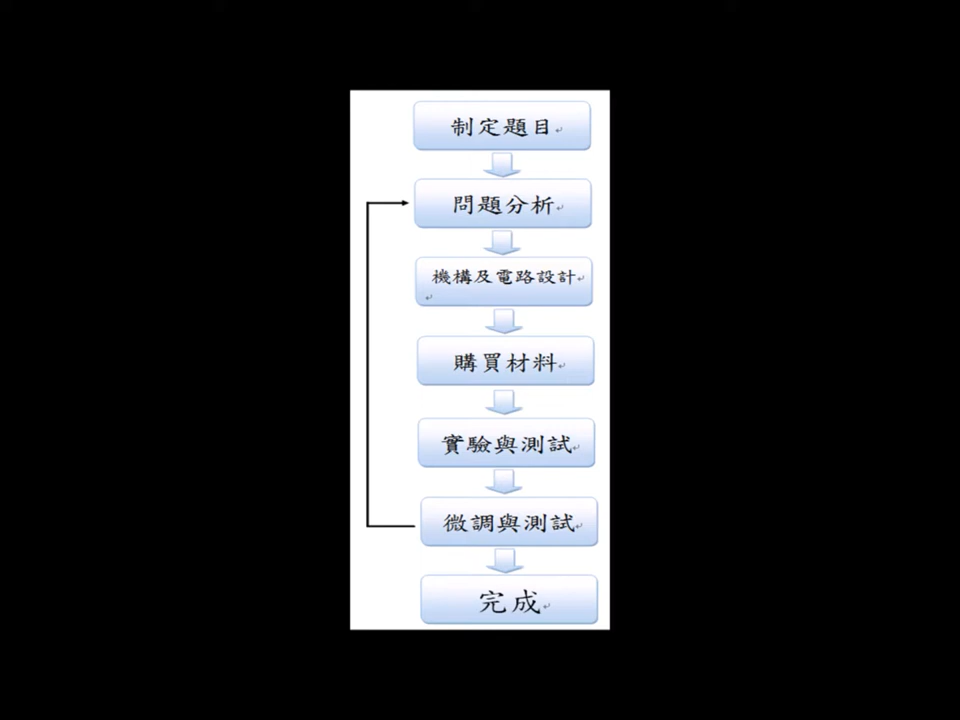 制定題目
問題分析
機構及電路設計
購買材料
實驗與測試
微調與測試
完成